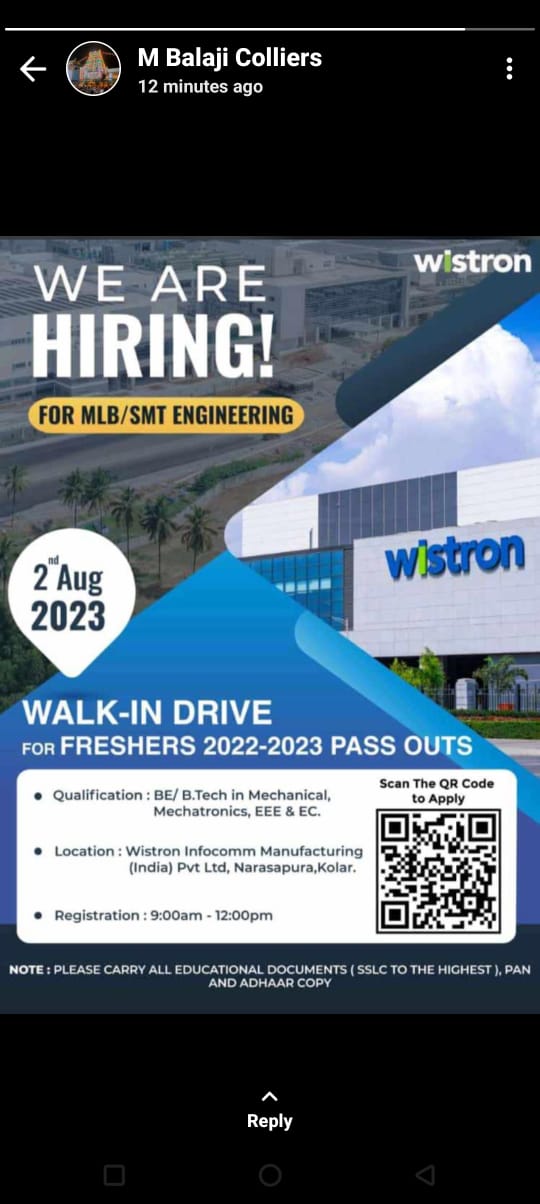 M Balaji Colliers
12 minutes ago
wistron
WE ARE
HIRING!
FOR MLB/SMT ENGINEERING
wistron
2nd Aug
2023
WALK-IN DRIVE
FOR FRESHERS 2022-2023 PASS OUTS
Scan The QR Code
to Apply
• Qualification : BE/ B.Tech in Mechanical,
Mechatronics, EEE & EC.
• Location : Wistron Infocomm Manufacturing
(India) Pvt Ltd, Narasapura,Kolar.
• Registration : 9:00am - 12:00pm
NOTE : PLEASE CARRY ALL EDUCATIONAL DOCUMENTS ( SSLC TO THE HIGHEST ), PAN
AND ADHAAR COPY
Reply